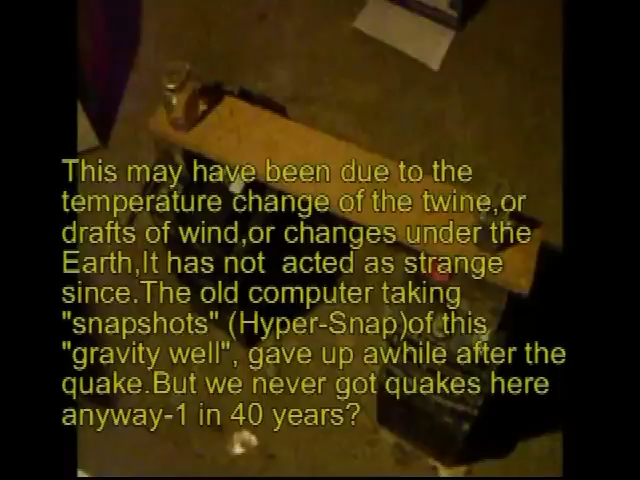 This may have been due to the
temperature change of the twine,or
drafts of wind,or changes under the
Earth,It has not  acted as strange
since.The old computer taking
"snapshots" (Hyper-Snap)of this
"gravity well", gave up awhile after the
quake.But we never got quakes here
anyway-1 in 40 years?